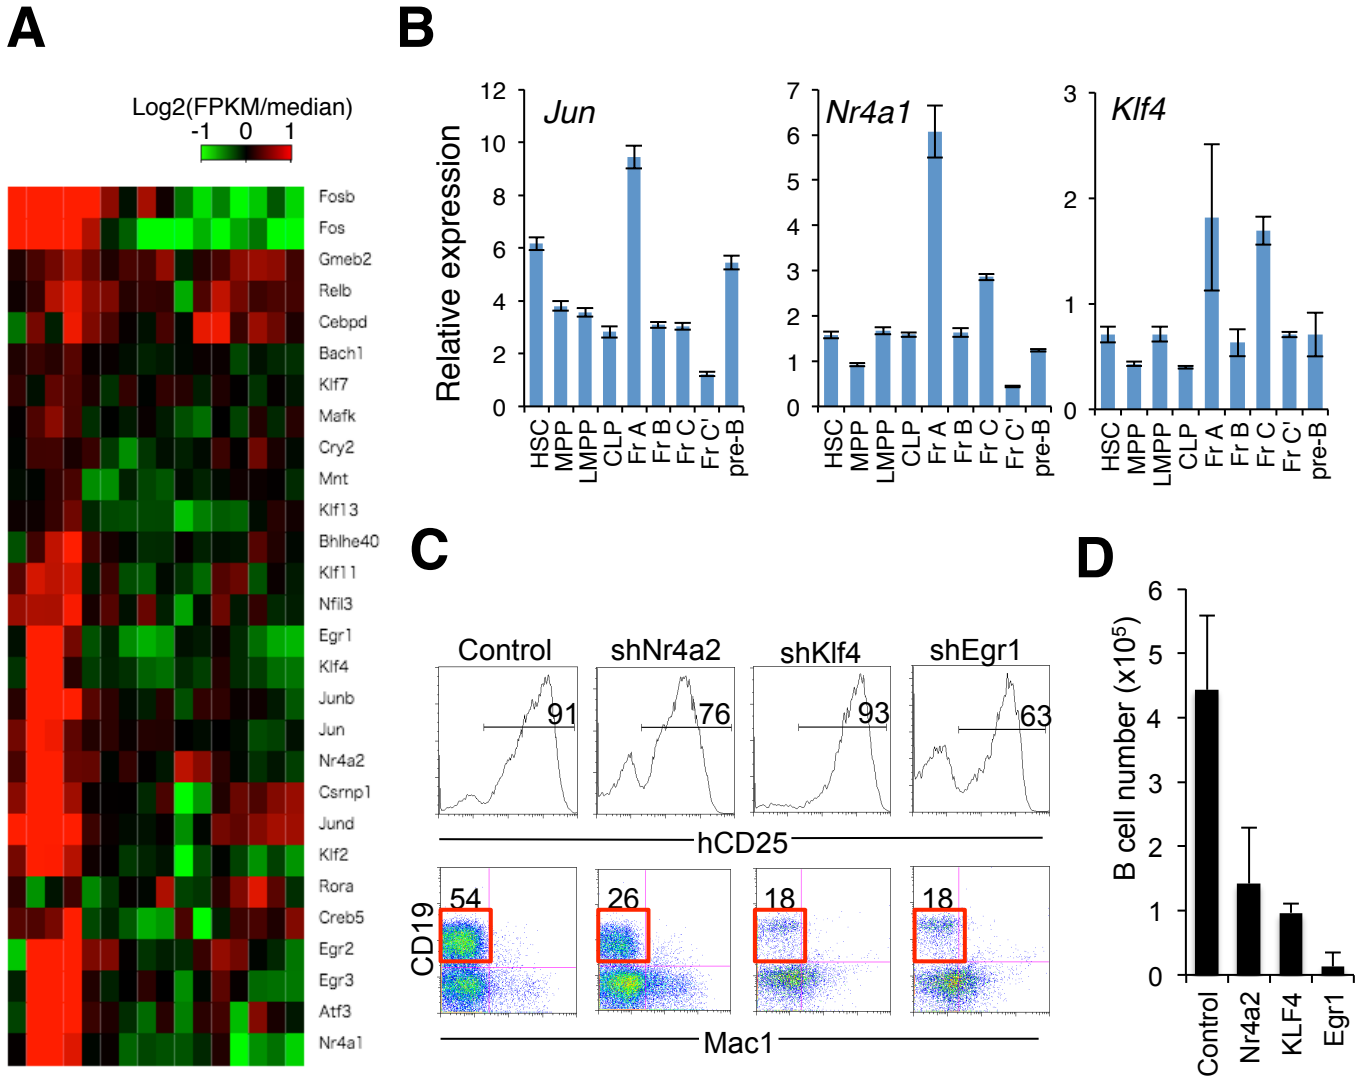 A
Log2(FPKM/median)
-1 0 1
Fosb
Fos
Gmeb2
Relb
Cebpd
Bach1
Klf7
Mafk
Cry2
Mnt
Klf13
Bhlhe40
Klf11
Nfil3
Egr1
Klf4
Junb
Jun
Nr4a2
Csrnp1
Jund
Klf2
Rora
Creb5
Egr2
Egr3
Atf3
Nr4a1
B
Relative expression
Jun
12
10
8
6
4
2
0
HSC MPP LMPP CLP Fr A Fr B Fr C Fr C' pre-B
Nr4a1
7
6
5
4
3
2
1
0
HSC MPP LMPP CLP Fr A Fr B Fr C Fr C' pre-B
Klf4
3
2
1
0
HSC MPP LMPP CLP Fr A Fr B Fr C Fr C' pre-B
C
Control shNr4a2 shKlf4 shEgr1
91 76 93 63
hCD25
54 26 18 18
CD19
Mac1
D
B cell number (x10⁵)
6
5
4
3
2
1
0
Control Nr4a2 KLF4 Egr1